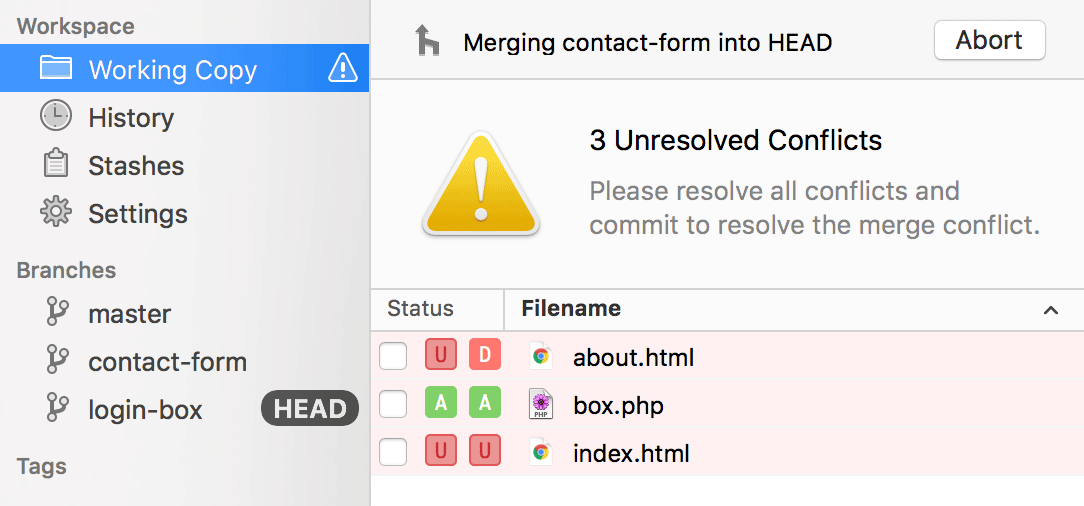 Workspace
Working Copy
History
Stashes
Settings
Branches
master
contact-form
login-box HEAD
Tags
Merging contact-form into HEAD Abort
3 Unresolved Conflicts
Please resolve all conflicts and
commit to resolve the merge conflict.
Status Filename
U D about.html
A A PHP box.php
U U index.html